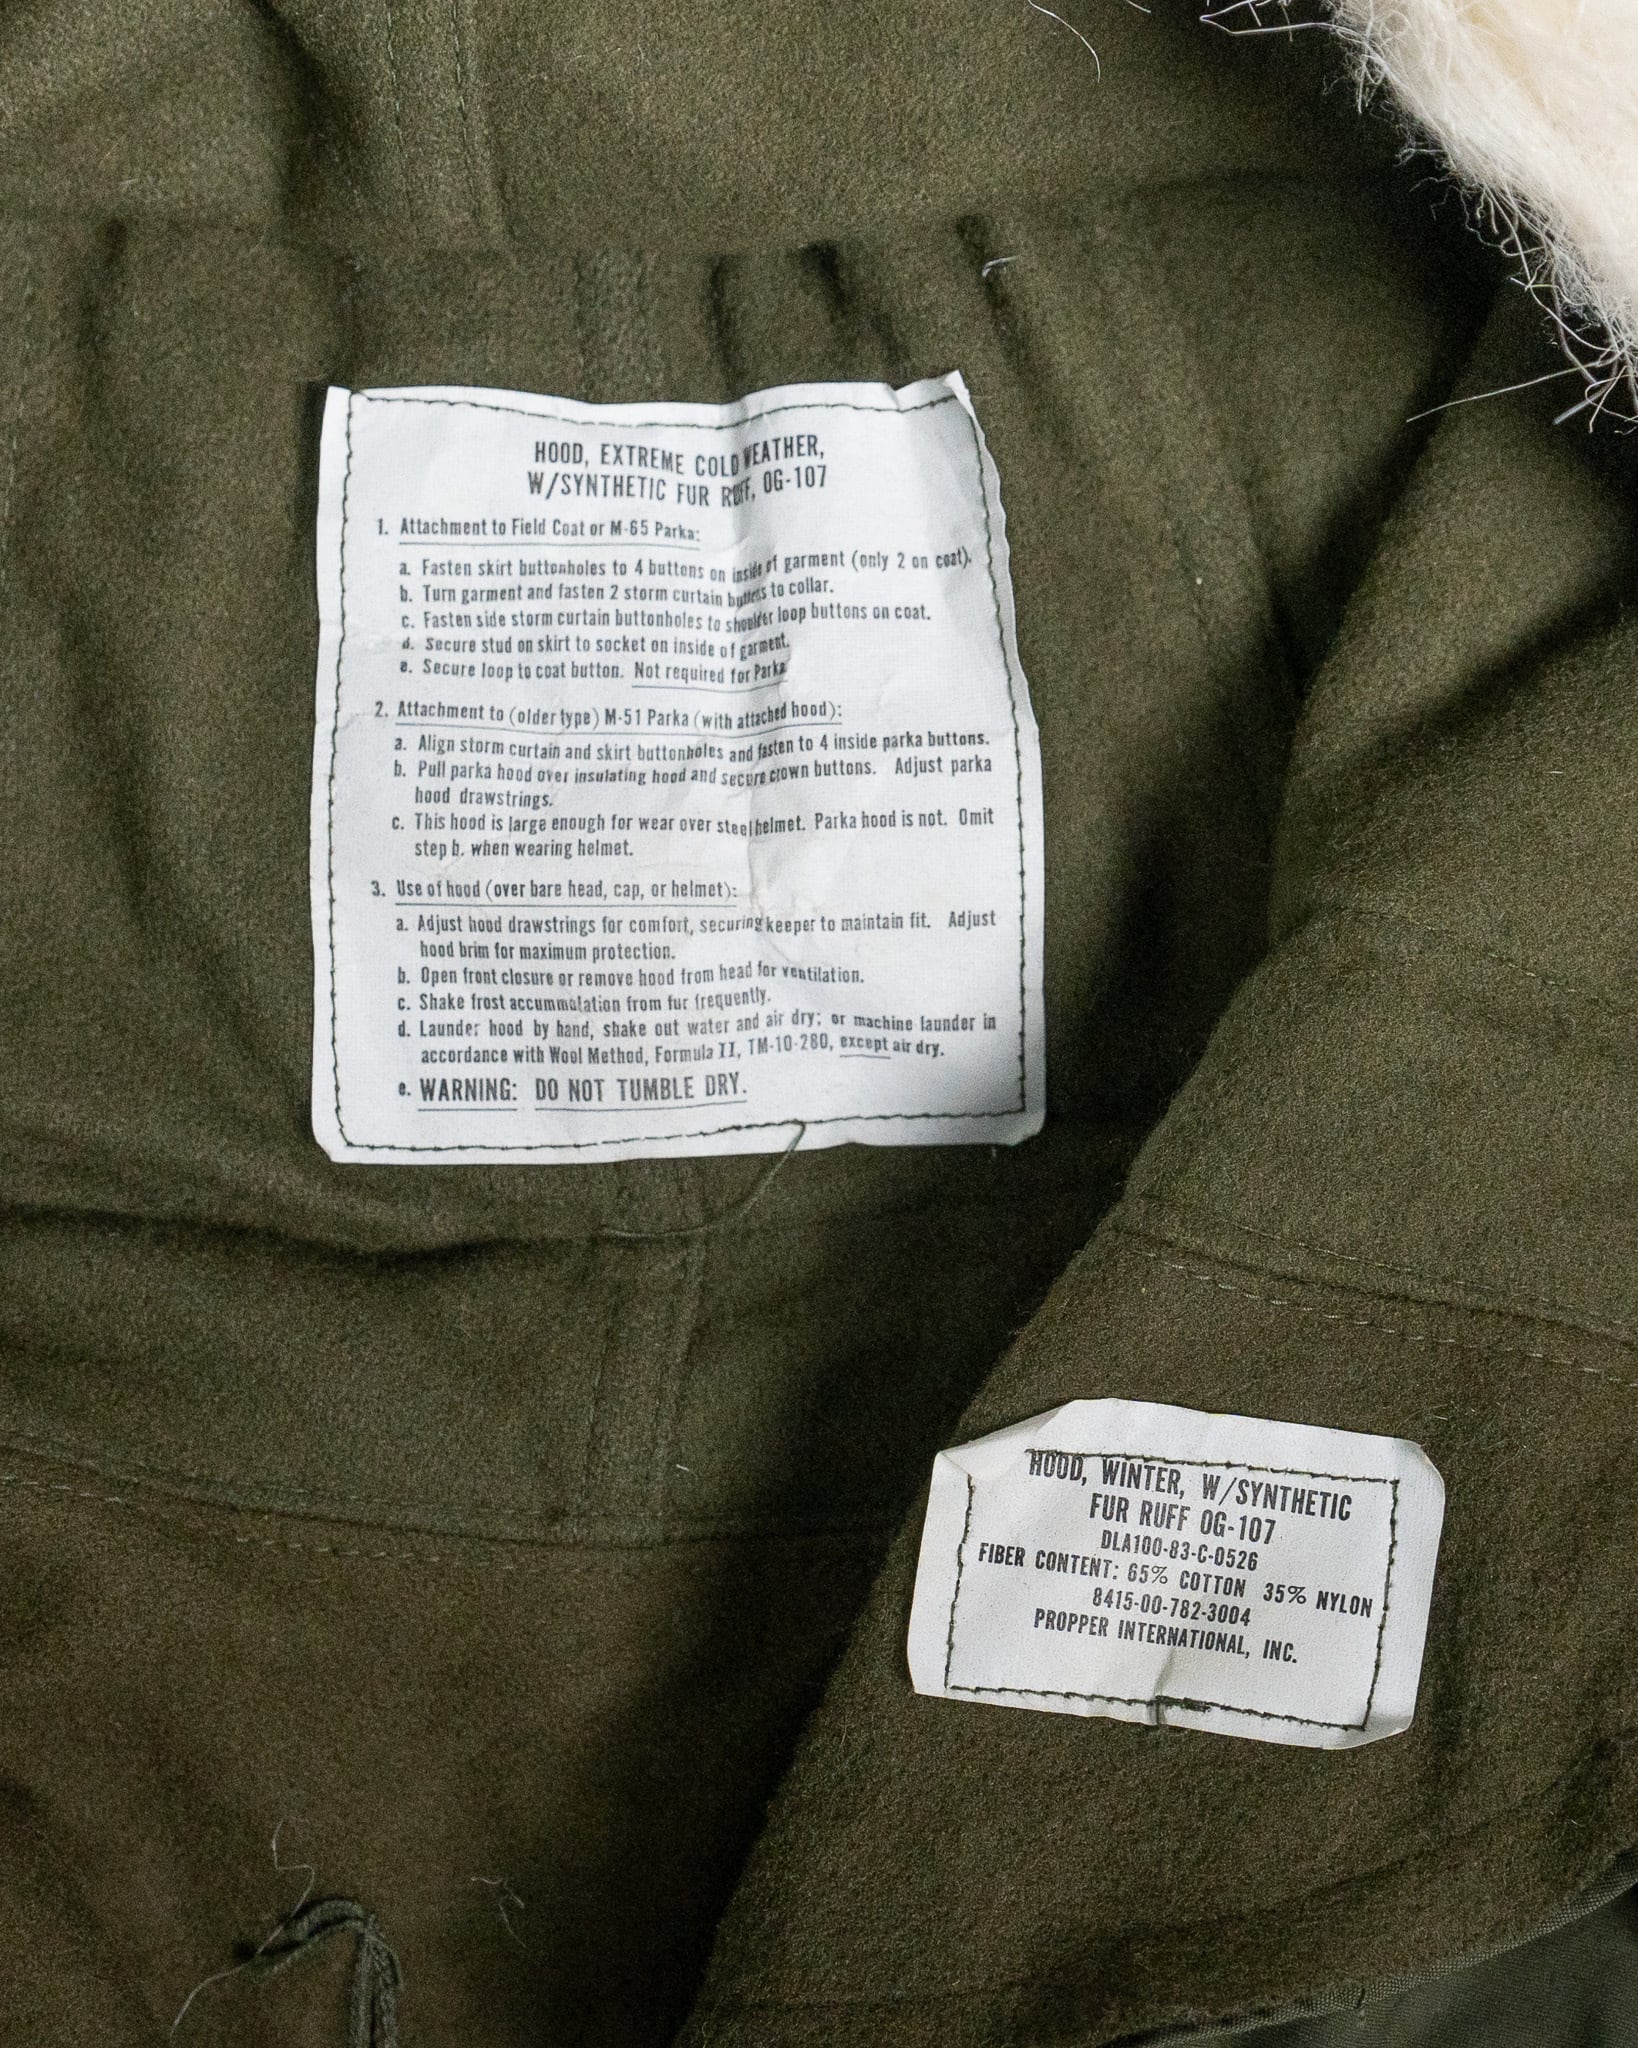 HOOD, EXTREME COLD WEATHER,
W/SYNTHETIC FUR RUFF, OG-107
1. Attachment to Field Coat or M-65 Parka:
a. Fasten skirt buttonholes to 4 buttons on inside of garment (only 2 on coat).
b. Turn garment and fasten 2 storm curtain buttons to collar.
c. Fasten side storm curtain buttonholes to shoulder loop buttons on coat.
d. Secure stud on skirt to socket on inside of garment.
e. Secure loop to coat button. Not required for Parka
2. Attachment to (older type) M-51 Parka (with attached hood):
a. Align storm curtain and skirt buttonholes and fasten to 4 inside parka buttons.
b. Pull parka hood over insulating hood and secure crown buttons. Adjust parka
hood drawstrings.
c. This hood is large enough for wear over steel helmet. Parka hood is not. Omit
step b. when wearing helmet.
3. Use of hood (over bare head, cap, or helmet):
a. Adjust hood drawstrings for comfort, securing keeper to maintain fit. Adjust
hood brim for maximum protection.
b. Open front closure or remove hood from head for ventilation.
c. Shake frost accummulation from fur frequently.
d. Launder hood by hand, shake out water and air dry; or machine launder in
accordance with Wool Method, Formula II, TM-10-280, except air dry.
e. WARNING: DO NOT TUMBLE DRY.
HOOD, WINTER, W/SYNTHETIC
FUR RUFF OG-107
DLA100-83-C-0526
FIBER CONTENT: 65% COTTON 35% NYLON
8415-00-782-3004
PROPPER INTERNATIONAL, INC.